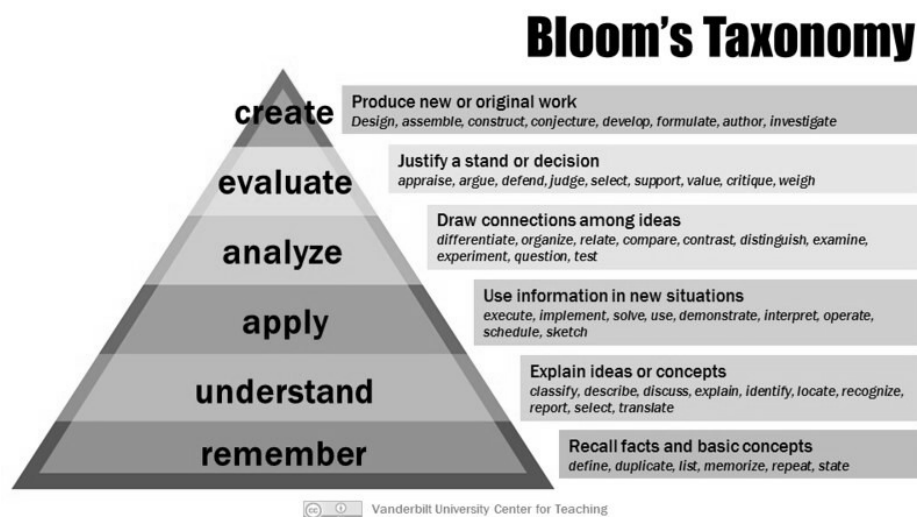 Bloom's Taxonomy
create
Produce new or original work
Design, assemble, construct, conjecture, develop, formulate, author, investigate
evaluate
Justify a stand or decision
appraise, argue, defend, judge, select, support, value, critique, weigh
analyze
Draw connections among ideas
differentiate, organize, relate, compare, contrast, distinguish, examine,
experiment, question, test
apply
Use information in new situations
execute, implement, solve, use, demonstrate, interpret, operate,
schedule, sketch
understand
Explain ideas or concepts
classify, describe, discuss, explain, identify, locate, recognize,
report, select, translate
remember
Recall facts and basic concepts
define, duplicate, list, memorize, repeat, state
cc Vanderbilt University Center for Teaching